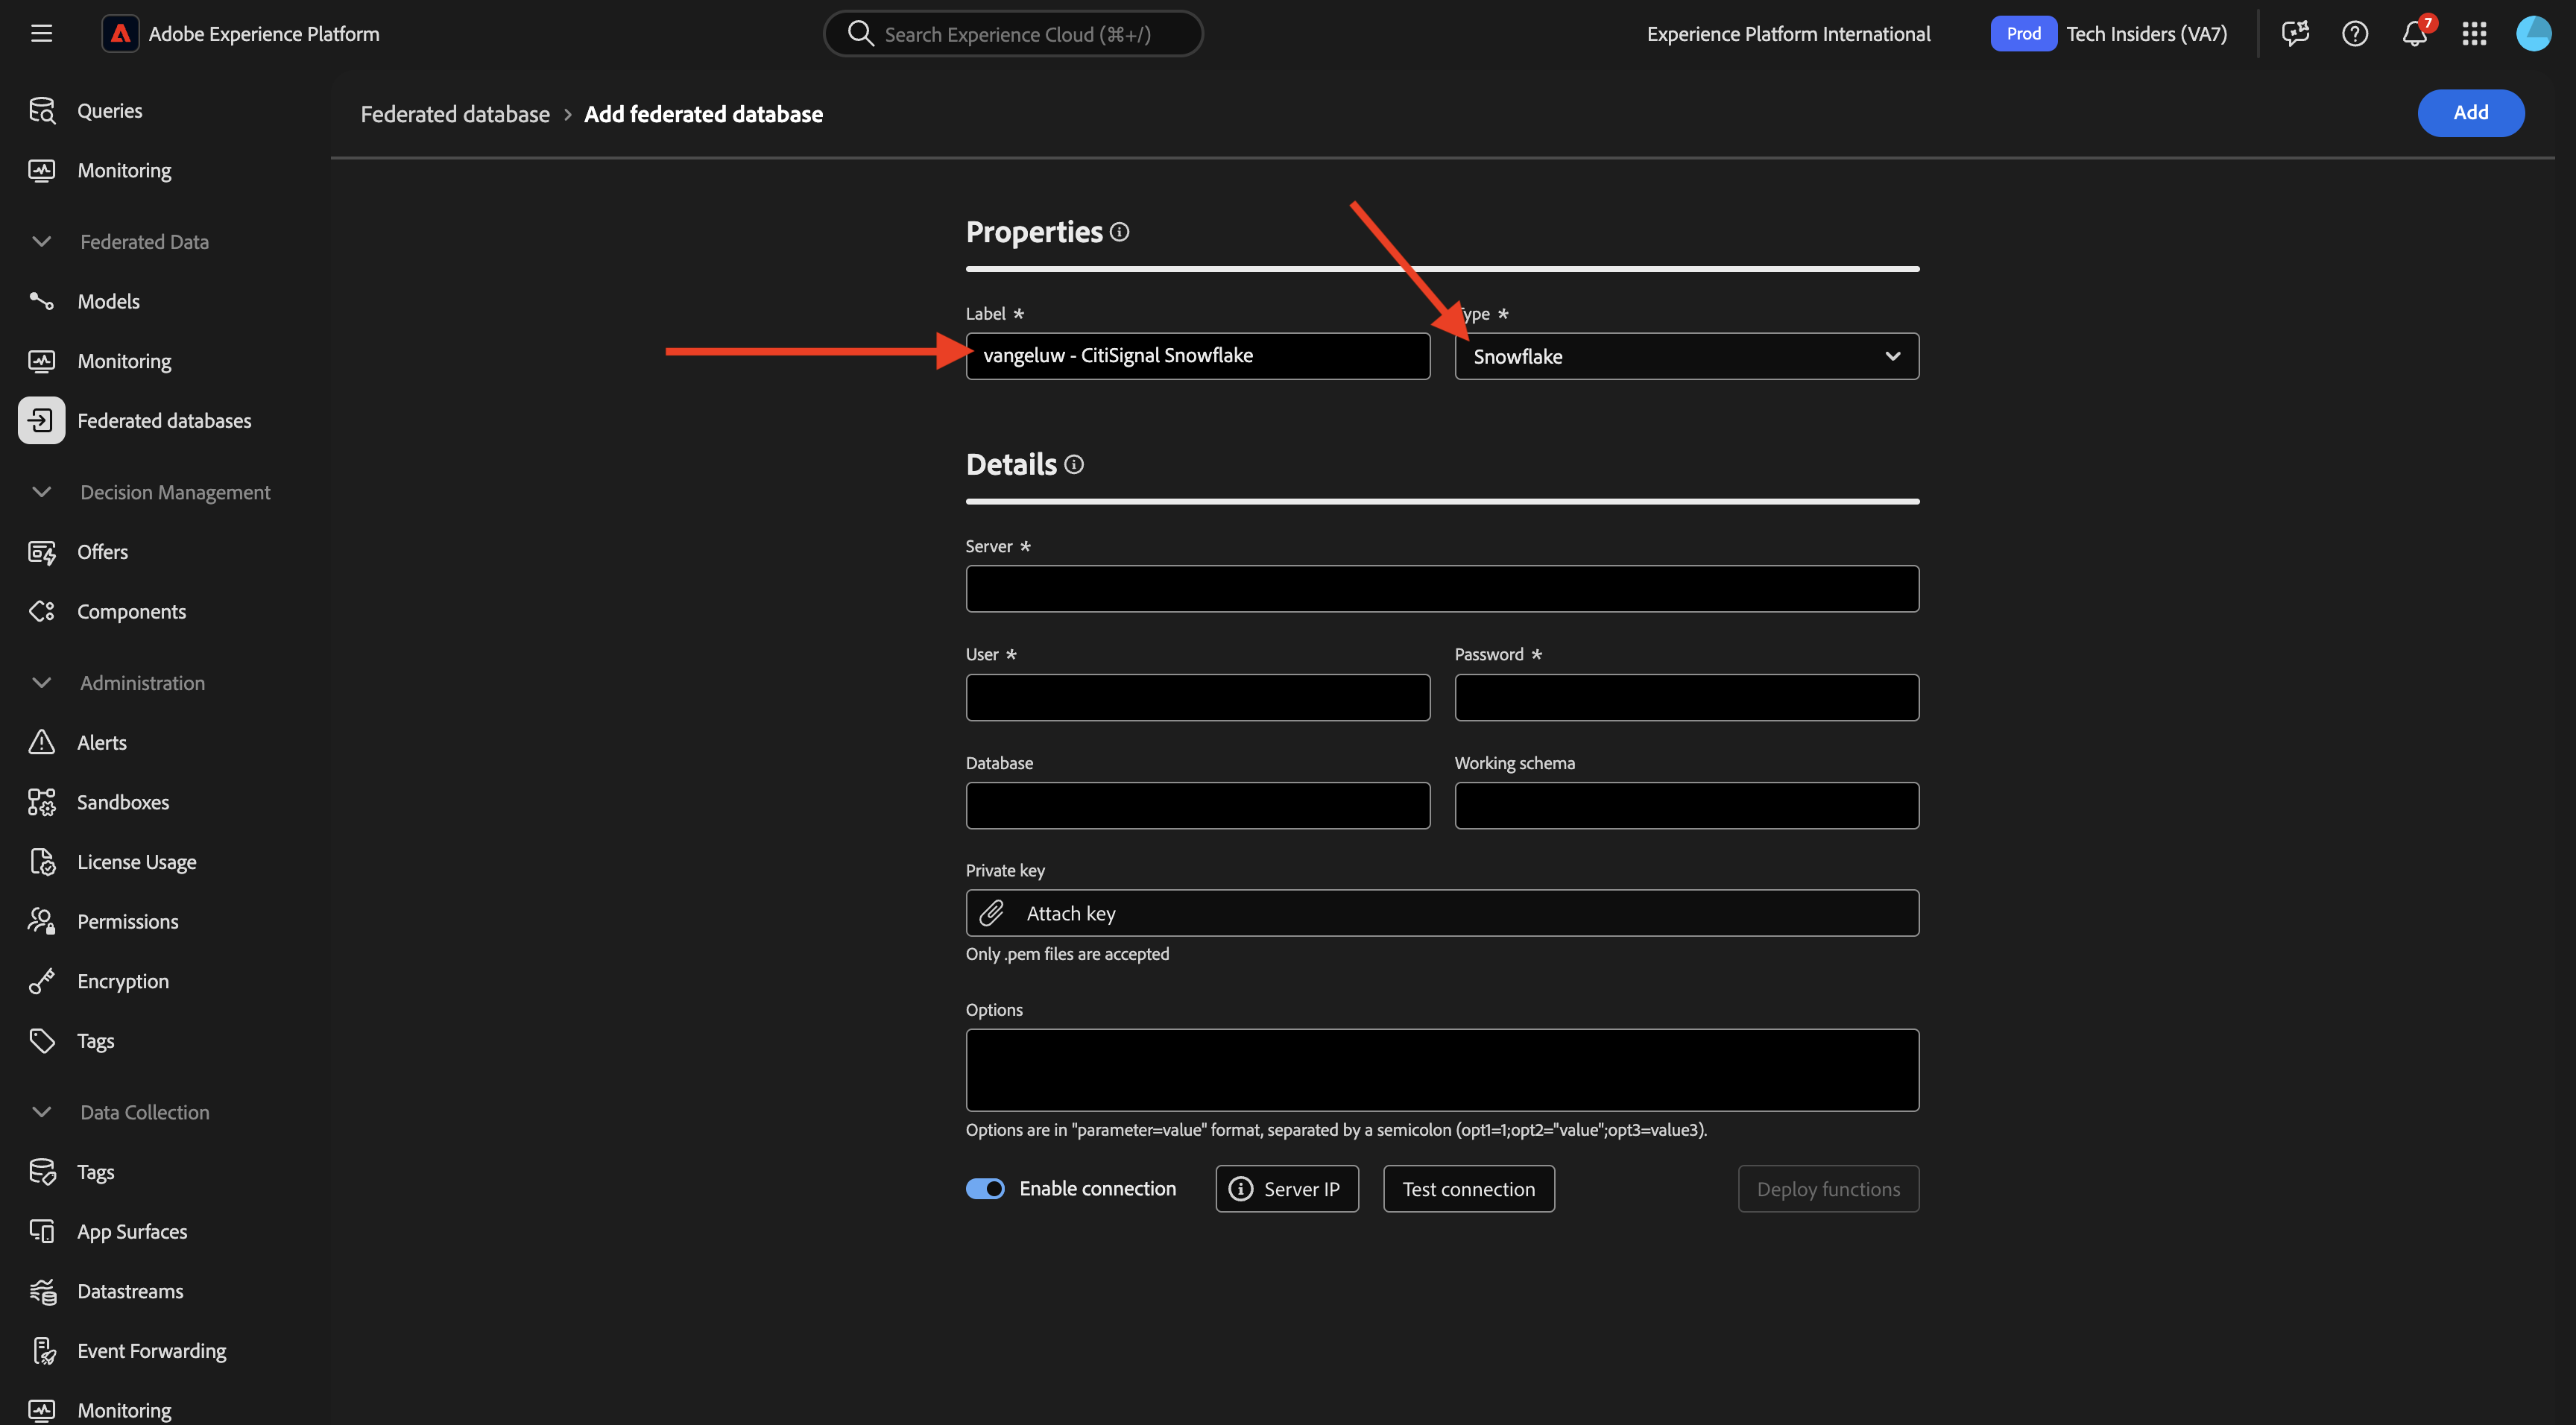 Adobe Experience Platform
Search Experience Cloud (⌘+/)
Experience Platform International
Prod
Tech Insiders (VA7)
7
Queries
Monitoring
Federated Data
Models
Monitoring
Federated databases
Decision Management
Offers
Components
Administration
Alerts
Sandboxes
License Usage
Permissions
Encryption
Tags
Data Collection
Tags
App Surfaces
Datastreams
Event Forwarding
Monitoring
Federated database > Add federated database
Add
Properties
Label *
Type *
vangeluw - CitiSignal Snowflake
Snowflake
Details
Server *
User *
Password *
Database
Working schema
Private key
Attach key
Only .pem files are accepted
Options
Options are in "parameter=value" format, separated by a semicolon (opt1=1;opt2="value";opt3=value3).
Enable connection
Server IP
Test connection
Deploy functions